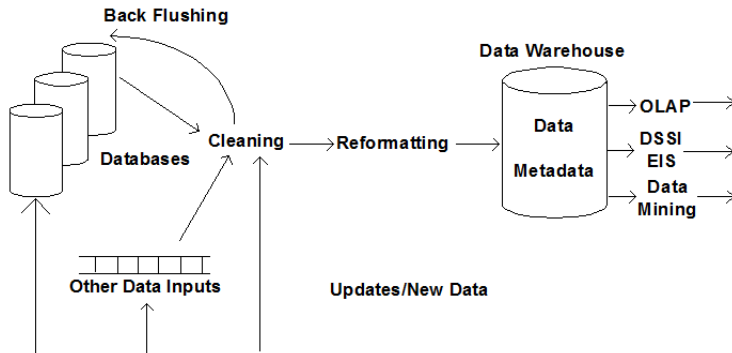 Back Flushing
Data Warehouse
OLAP
Data
Cleaning
Reformatting
DSSI
EIS
Databases
Metadata
Data
Mining
Other Data Inputs
Updates/New Data